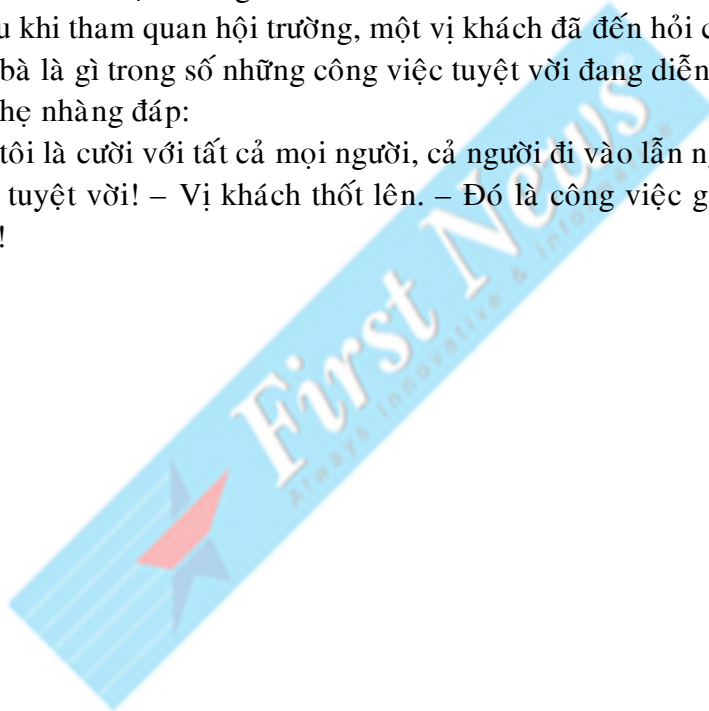 u khi tham quan hội trường, một vị khách đã đến hỏi c
bà là gì trong số những công việc tuyệt vời đang diễn
hẹ nhàng đáp:
tôi là cười với tất cả mọi người, cả người đi vào lẫn ng
tuyệt vời! – Vị khách thốt lên. – Đó là công việc g
!
First News
Always Innovative & Informative